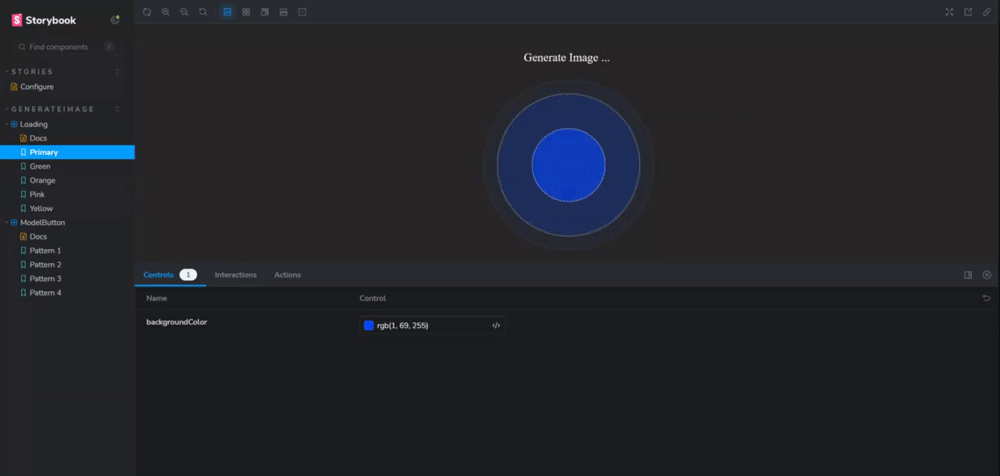 Storybook
Find components /
STORIES
Configure
GENERATEIMAGE
Loading
Docs
Primary
Green
Orange
Pink
Yellow
ModelButton
Docs
Pattern 1
Pattern 2
Pattern 3
Pattern 4
Generate Image ...
Controls 1 Interactions Actions
Name Control
backgroundColor rgb(1, 69, 255)